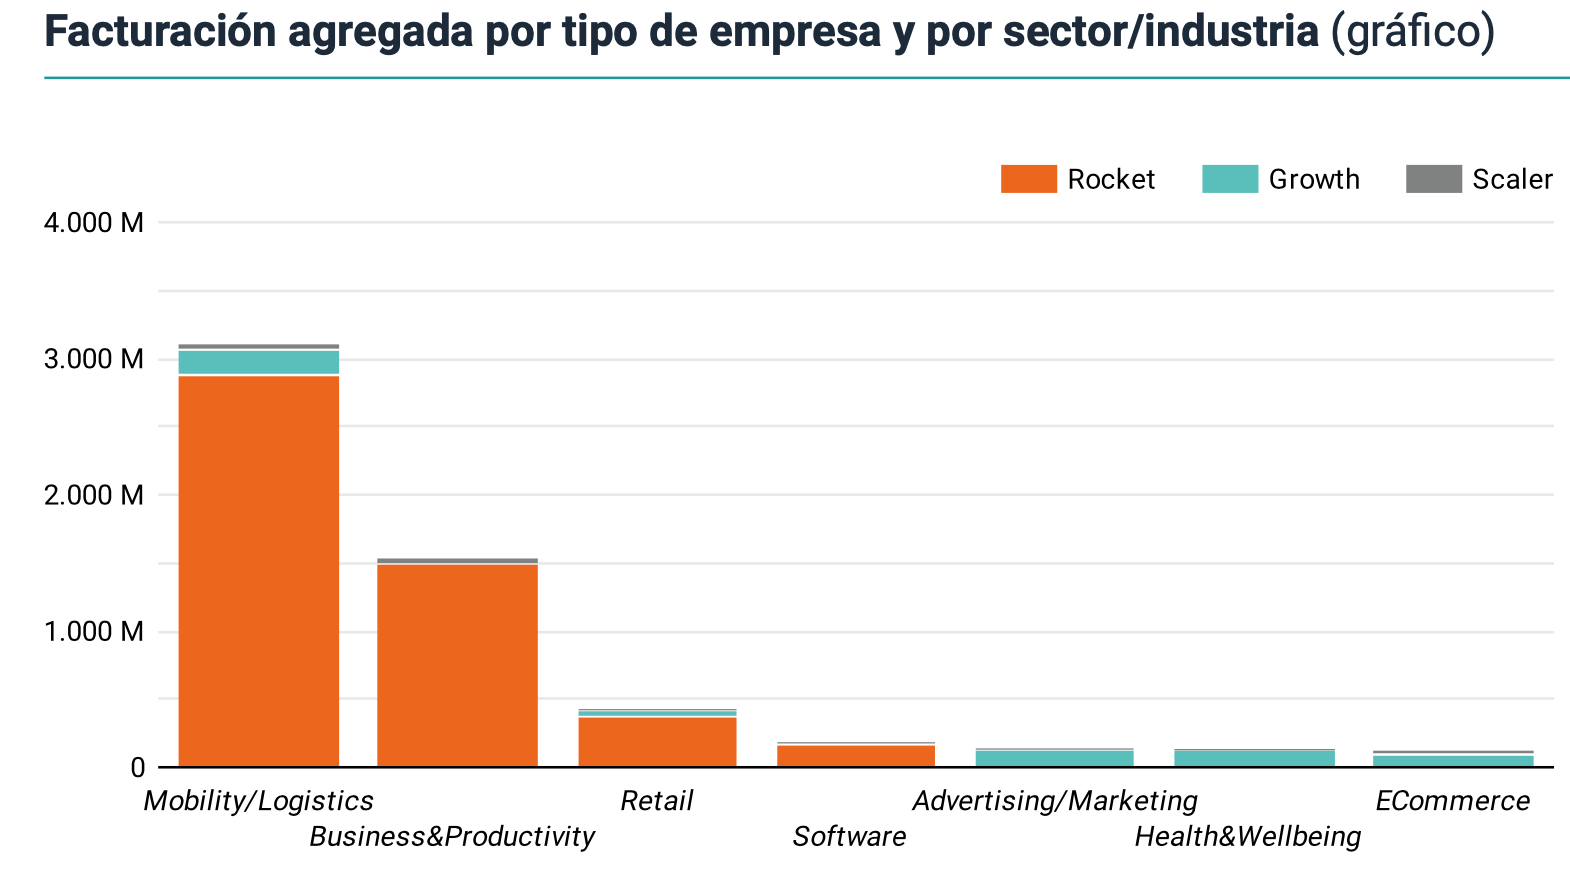 Facturación agregada por tipo de empresa y por sector/industria (gráfico)
Rocket Growth Scaler
4.000 M
3.000 M
2.000 M
1.000 M
0
Mobility/Logistics Retail Advertising/Marketing ECommerce
Business&Productivity Software Health&Wellbeing